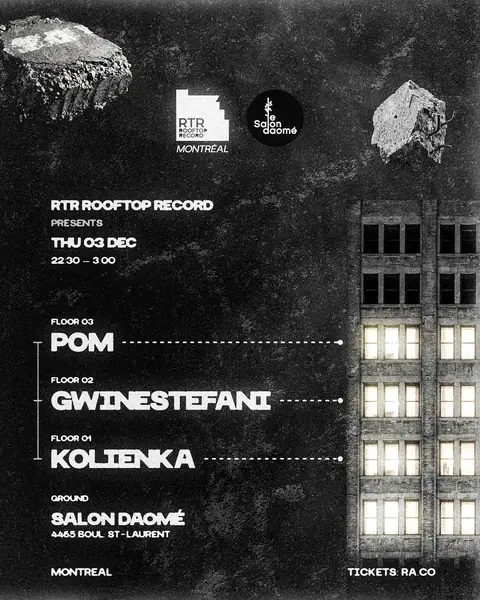 RTR
ROOFTOP
RECORD
MONTRÉAL
le
Salon
daomé
RTR ROOFTOP RECORD
PRESENTS
THU 03 DEC
22 30 – 3 00
FLOOR 03
POM
FLOOR 02
GWINESTEFANI
FLOOR 01
KOLIENKA
GROUND
SALON DAOMÉ
4465 BOUL ST-LAURENT
MONTREAL
TICKETS: RA.CO